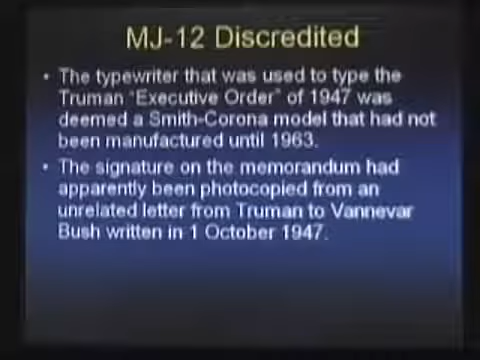 MJ-12 Discredited
• The typewriter that was used to type the
Truman "Executive Order" of 1947 was
deemed a Smith-Corona model that had not
been manufactured until 1963.
• The signature on the memorandum had
apparently been photocopied from an
unrelated letter from Truman to Vannevar
Bush written in 1 October 1947.